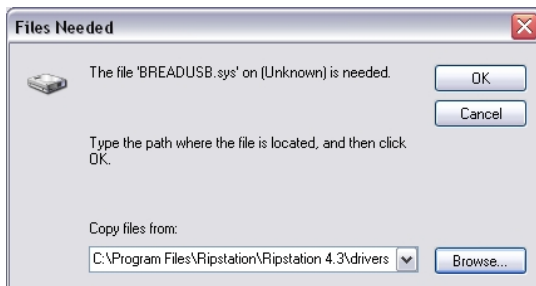 Files Needed
The file 'BREADUSB.sys' on (Unknown) is needed.
OK
Cancel
Type the path where the file is located, and then click
OK.
Copy files from:
C:\Program Files\Ripstation\Ripstation 4.3\drivers
Browse...